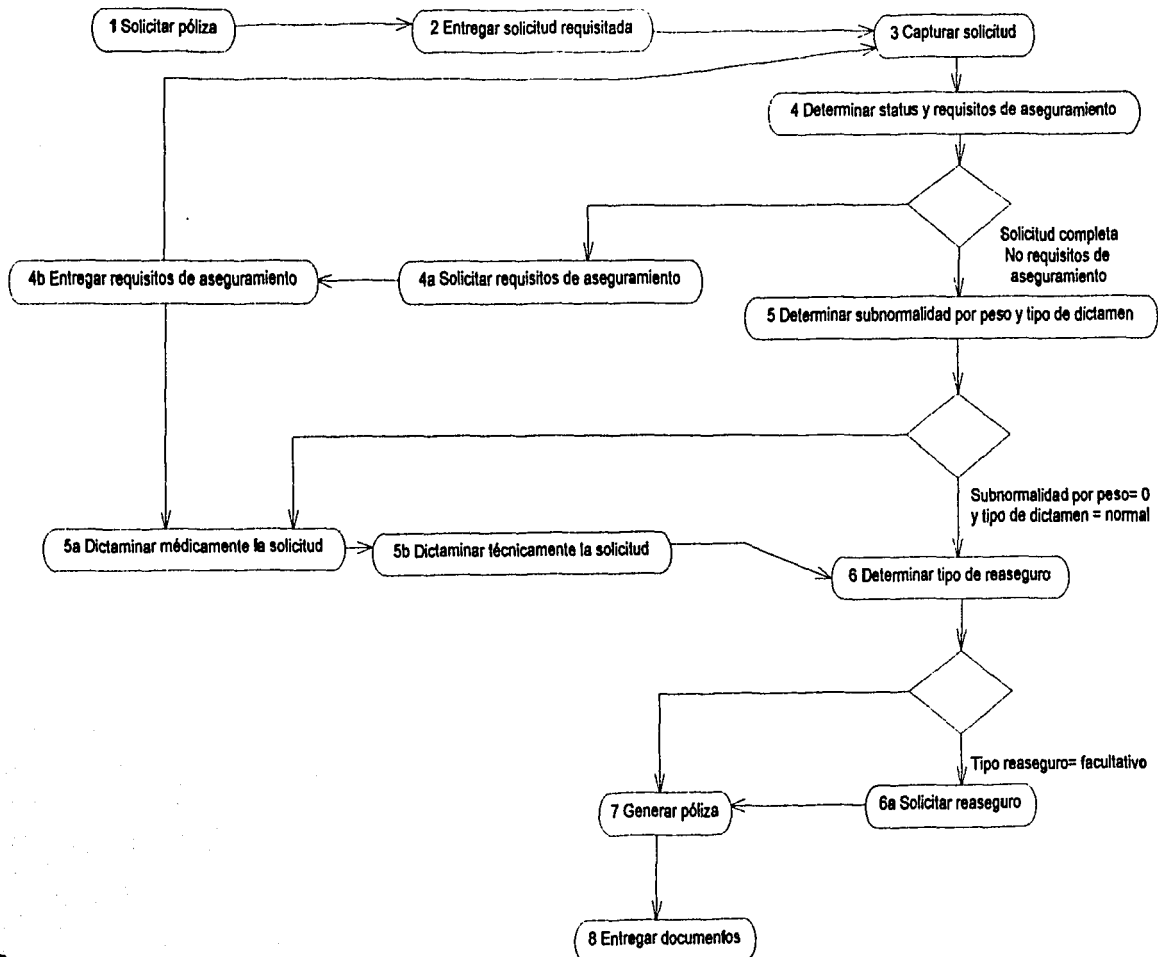 1 Solicitar póliza
2 Entregar solicitud requisitada
3 Capturar solicitud
4 Determinar status y requisitos de aseguramiento
Solicitud completa
No requisitos de
aseguramiento
4b Entregar requisitos de aseguramiento
4a Solicitar requisitos de aseguramiento
5 Determinar subnormalidad por peso y tipo de dictamen
Subnormalidad por peso= 0
y tipo de dictamen = normal
5a Dictaminar médicamente la solicitud
5b Dictaminar técnicamente la solicitud
6 Determinar tipo de reaseguro
Tipo reaseguro= facultativo
7 Generar póliza
6a Solicitar reaseguro
8 Entregar documentos